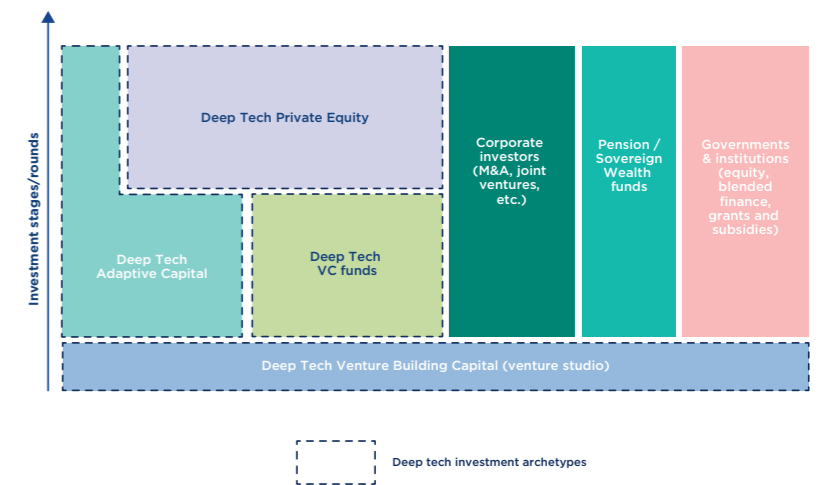 Investment stages/rounds
Deep Tech Private Equity
Deep Tech
Adaptive Capital
Deep Tech
VC funds
Corporate
investors
(M&A, joint
ventures,
etc.)
Pension /
Sovereign
Wealth
funds
Governments
& institutions
(equity,
blended
finance,
grants and
subsidies)
Deep Tech Venture Building Capital (venture studio)
Deep tech investment archetypes